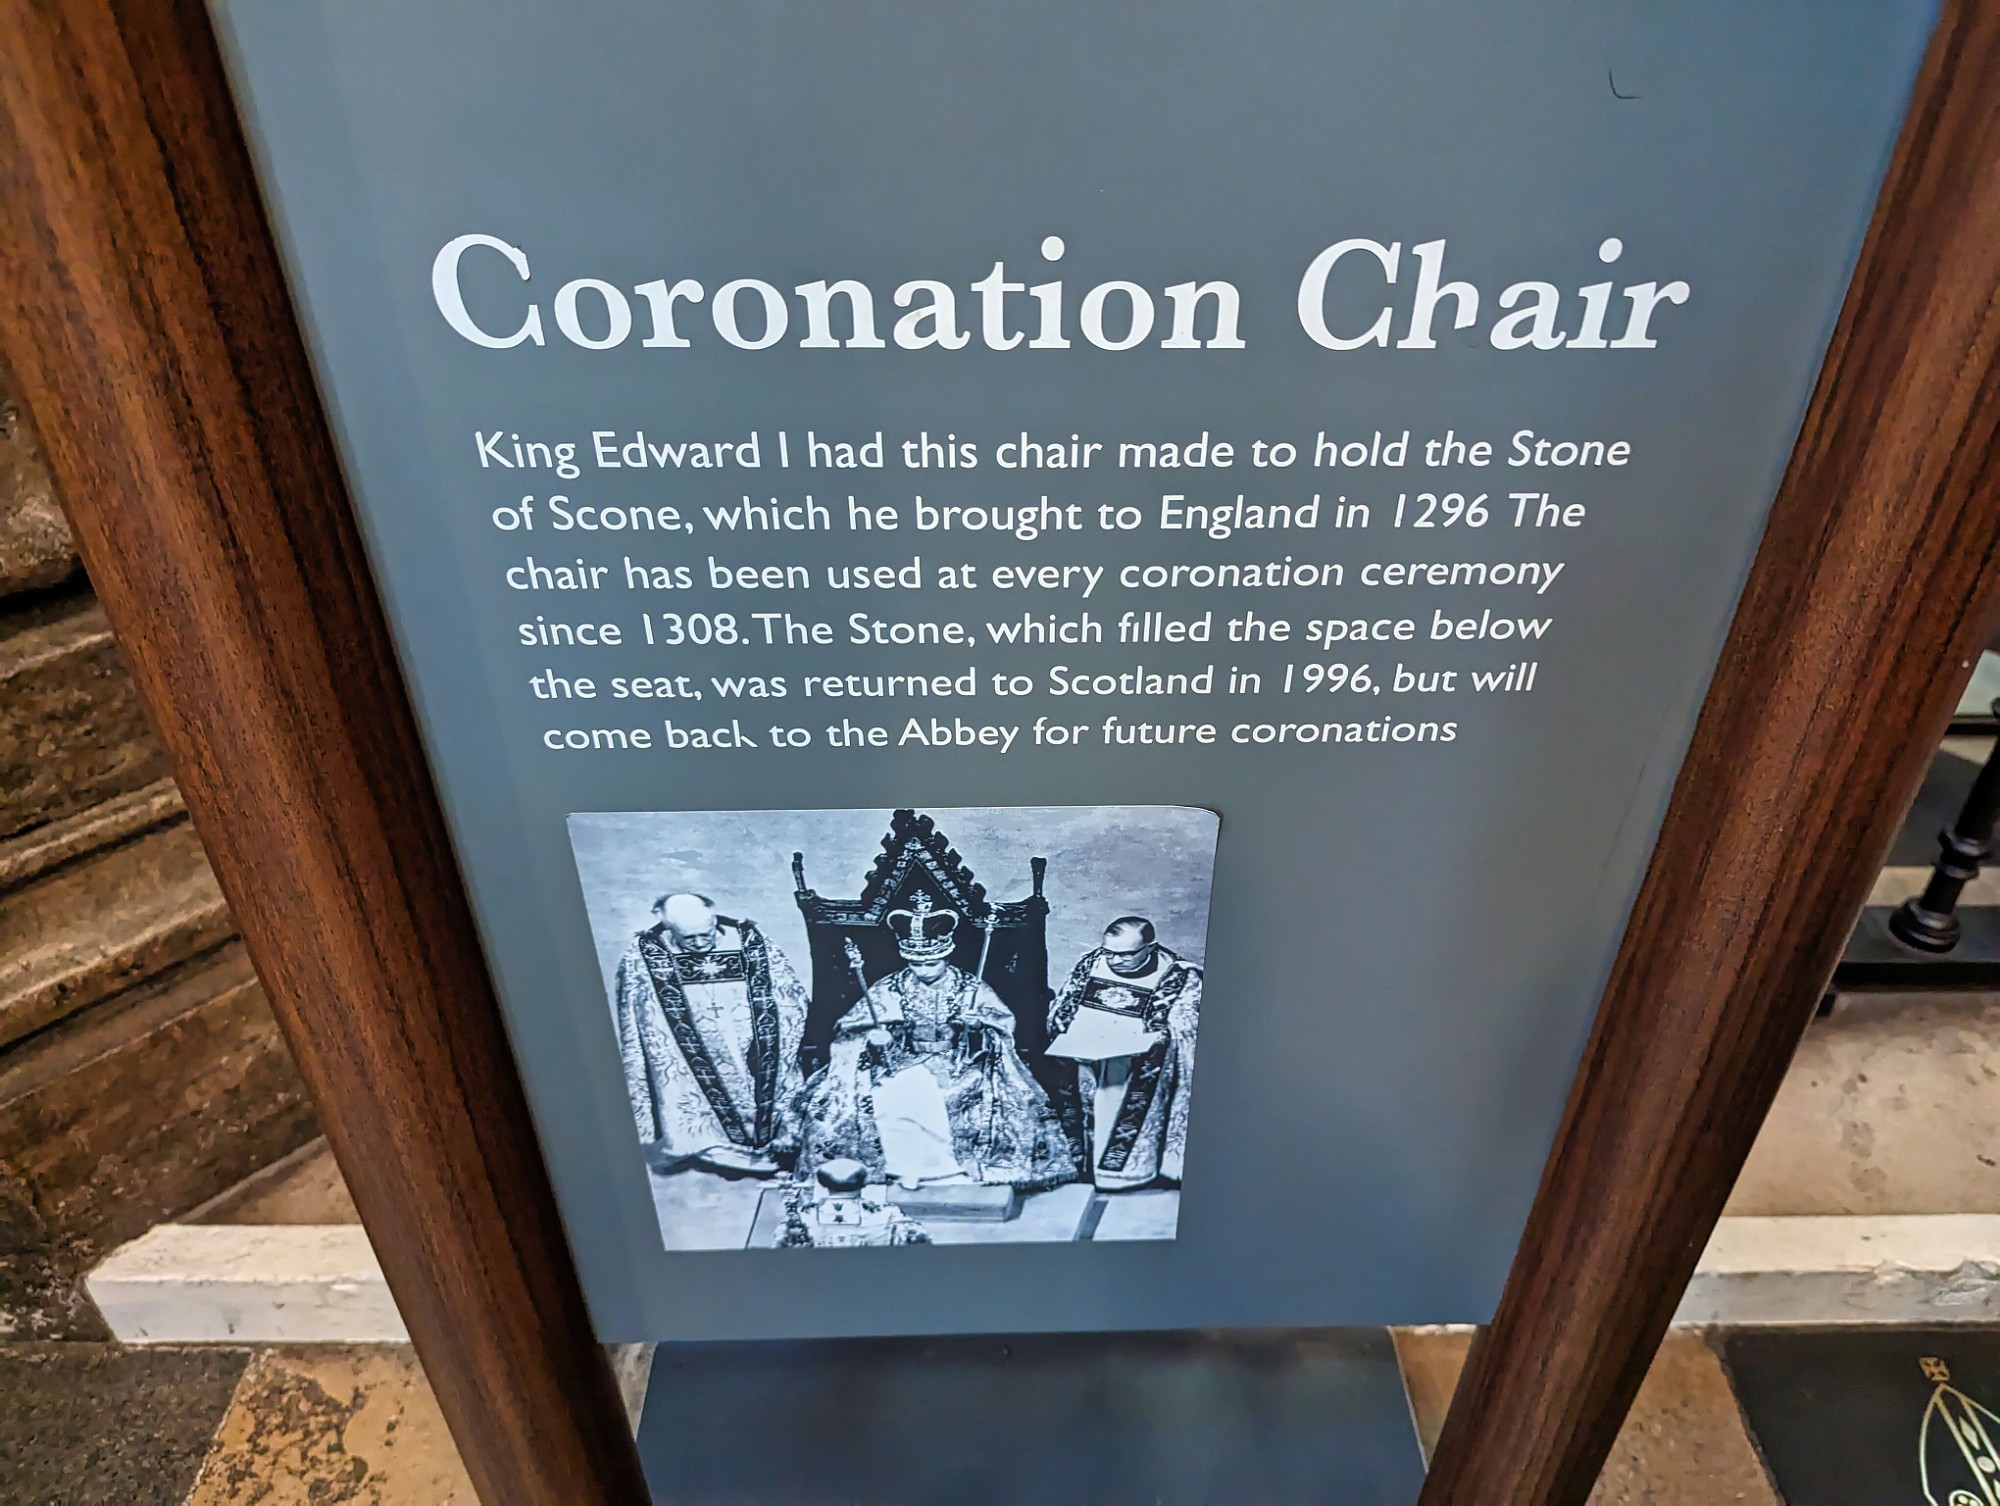 Coronation Chair
King Edward I had this chair made to hold the Stone
of Scone, which he brought to England in 1296 The
chair has been used at every coronation ceremony
since 1308. The Stone, which filled the space below
the seat, was returned to Scotland in 1996, but will
come back to the Abbey for future coronations